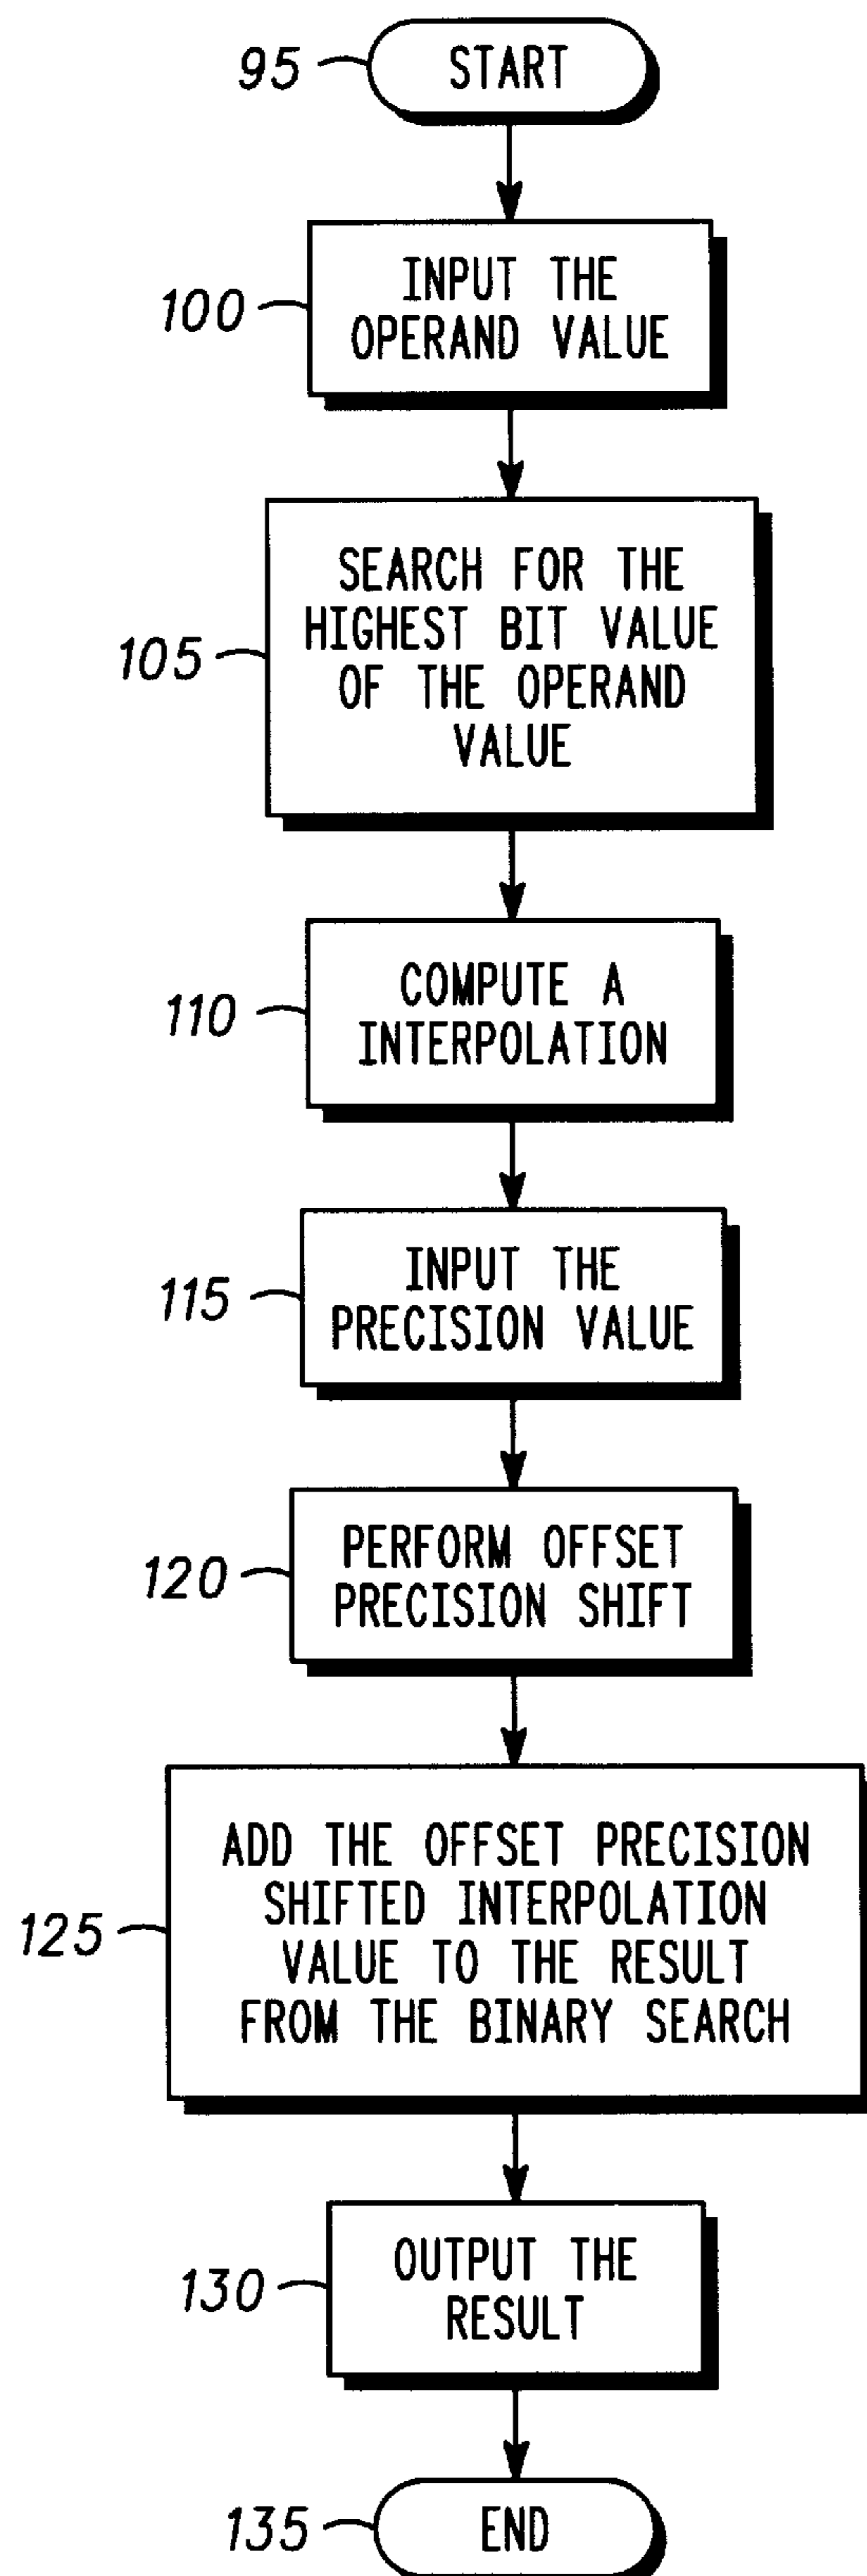 95 START
100 INPUT THE
OPERAND VALUE
105 SEARCH FOR THE
HIGHEST BIT VALUE
OF THE OPERAND
VALUE
110 COMPUTE A
INTERPOLATION
115 INPUT THE
PRECISION VALUE
120 PERFORM OFFSET
PRECISION SHIFT
125 ADD THE OFFSET PRECISION
SHIFTED INTERPOLATION
VALUE TO THE RESULT
FROM THE BINARY SEARCH
130 OUTPUT THE
RESULT
135 END